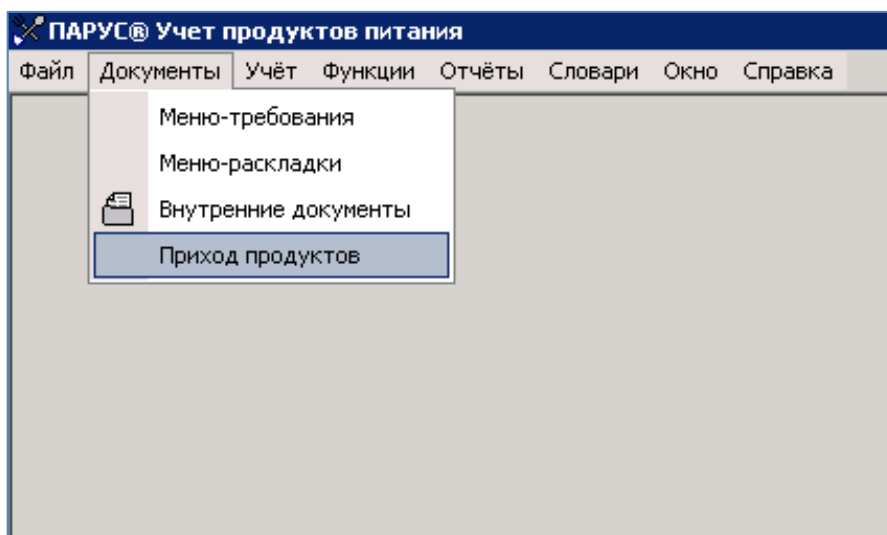 ПАРУС® Учет продуктов питания
Файл Документы Учёт Функции Отчёты Словари Окно Справка
Меню-требования
Меню-раскладки
Внутренние документы
Приход продуктов